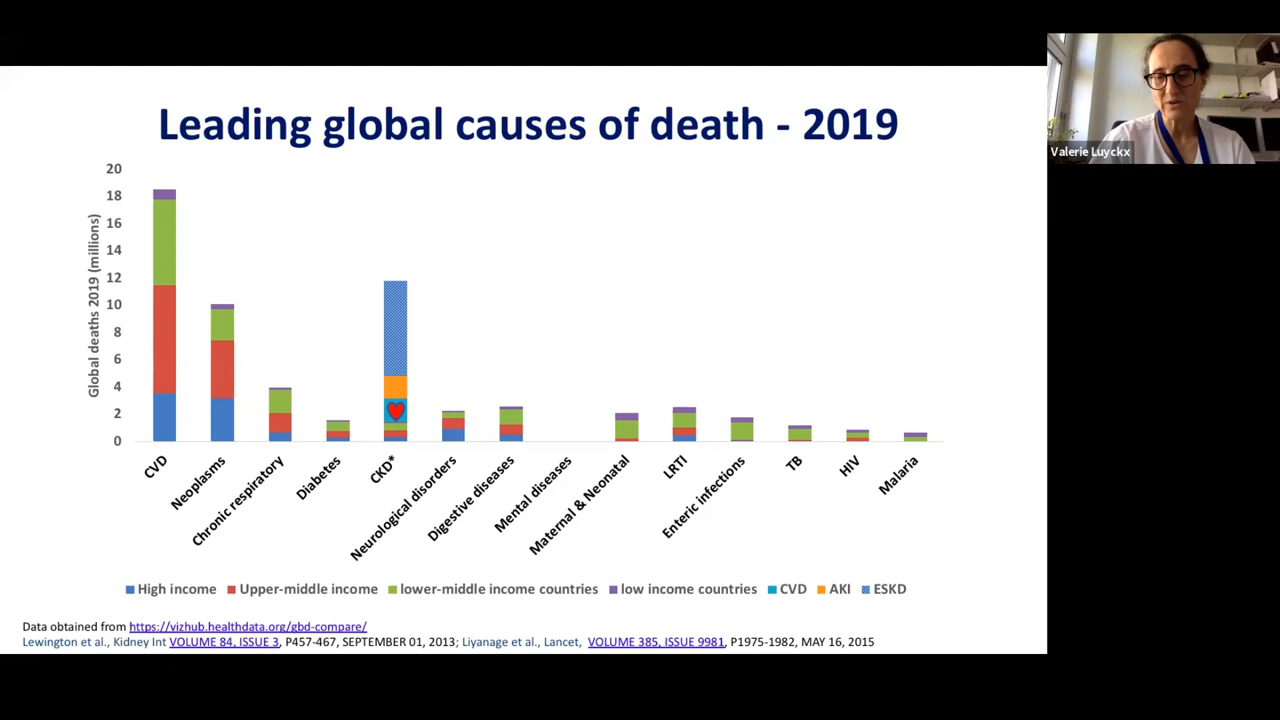 Leading global causes of death - 2019
Valerie Luyckx
Global deaths 2019 (millions)
20
18
16
14
12
10
8
6
4
2
0
CVD
Neoplasms
Chronic respiratory
Diabetes
CKD*
Neurological disorders
Digestive diseases
Mental diseases
Maternal & Neonatal
LRTI
Enteric infections
TB
HIV
Malaria
High income Upper-middle income lower-middle income countries low income countries CVD AKI ESKD
Data obtained from https://vizhub.healthdata.org/gbd-compare/
Lewington et al., Kidney Int VOLUME 84, ISSUE 3, P457-467, SEPTEMBER 01, 2013; Liyanage et al., Lancet, VOLUME 385, ISSUE 9981, P1975-1982, MAY 16, 2015